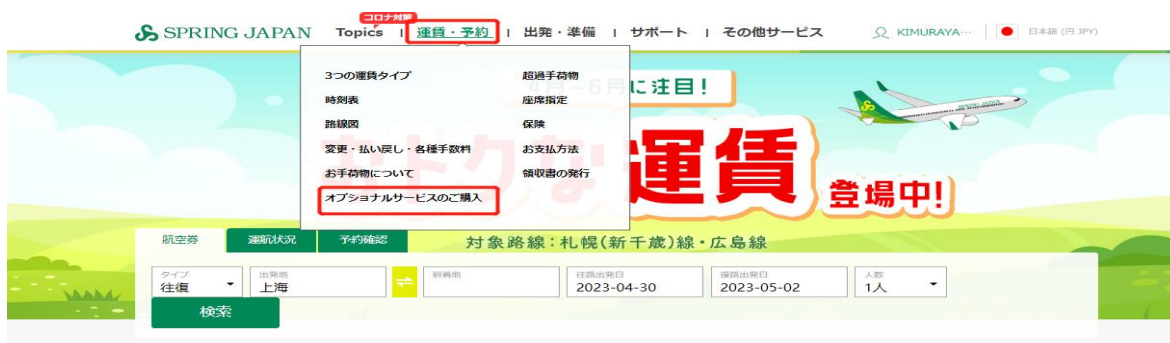 コロナ対策
SPRING JAPAN Topics | 運賃・予約 | 出発・準備 | サポート | その他サービス KIMURAYA… 日本語 (円 JPY)
3つの運賃タイプ 超過手荷物
時刻表 座席指定
路線図 保険
変更・払い戻し・各種手数料 お支払方法
お手荷物について 領収書の発行
オプショナルサービスのご購入
に注目!
運賃
登場中!
航空券 運航状況 予約確認
対象路線:札幌(新千歳)線・広島線
タイプ 出発地 到着地 往路出発日 復路出発日 人数
往復 上海 2023-04-30 2023-05-02 1人
検索